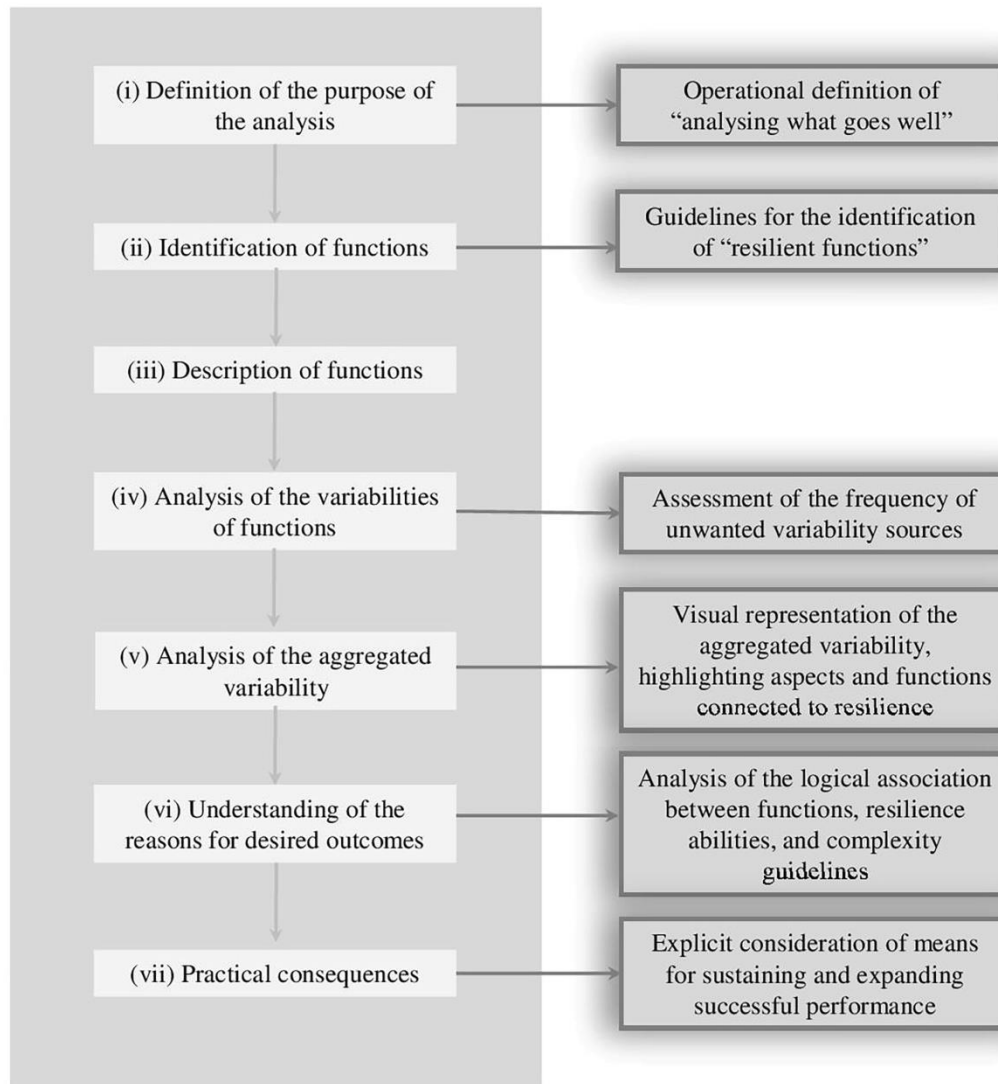 (i) Definition of the purpose of
the analysis
Operational definition of
“analysing what goes well”
(ii) Identification of functions
Guidelines for the identification
of “resilient functions”
(iii) Description of functions
(iv) Analysis of the variabilities
of functions
Assessment of the frequency of
unwanted variability sources
(v) Analysis of the aggregated
variability
Visual representation of the
aggregated variability,
highlighting aspects and functions
connected to resilience
(vi) Understanding of the
reasons for desired outcomes
Analysis of the logical association
between functions, resilience
abilities, and complexity
guidelines
(vii) Practical consequences
Explicit consideration of means
for sustaining and expanding
successful performance